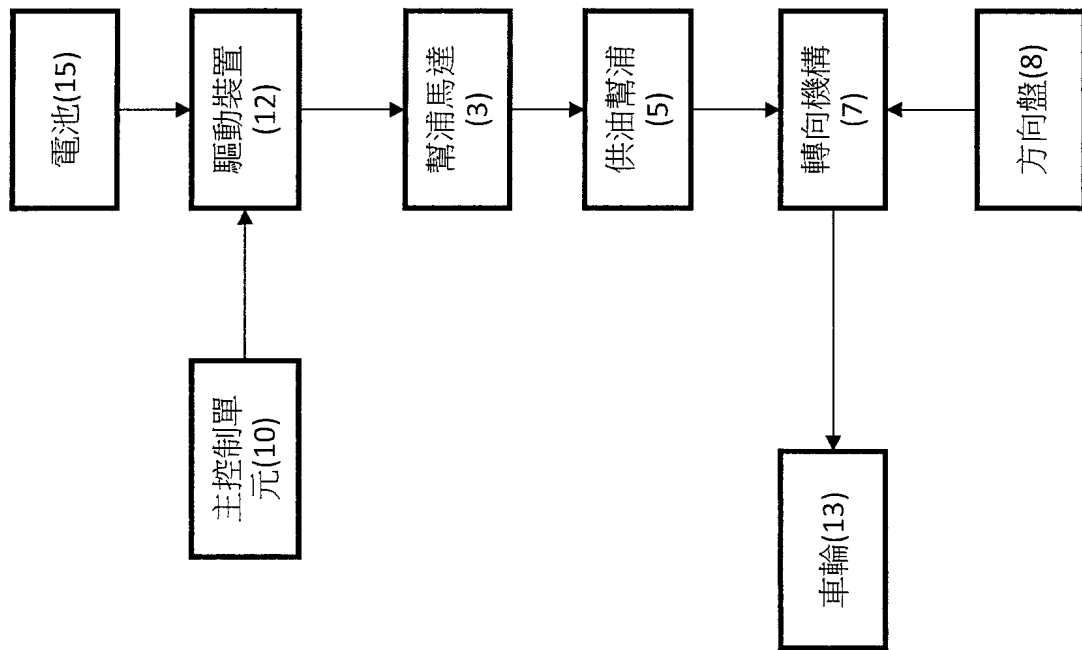 電池(15)
驅動裝置
(12)
幫浦馬達
(3)
供油幫浦
(5)
轉向機構
(7)
方向盤(8)
主控制單
元(10)
車輪(13)